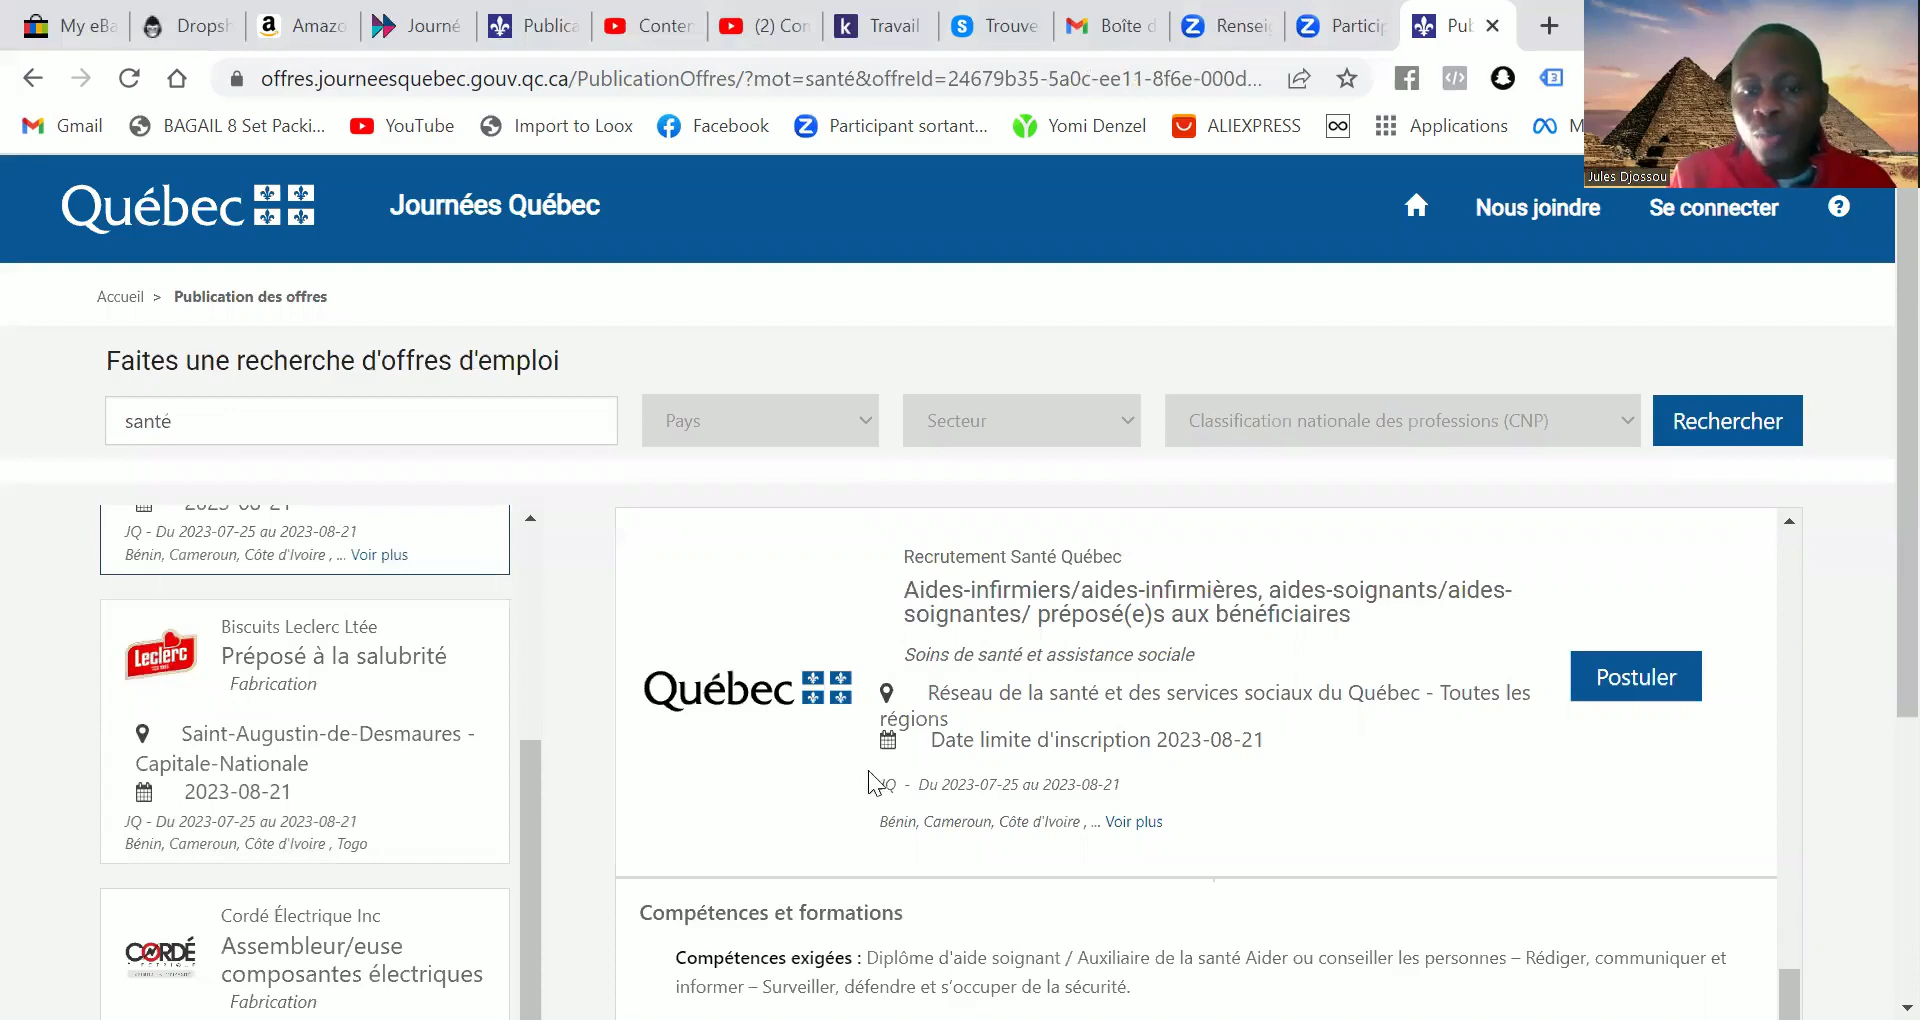 My eBa
Dropsh
Amazo
Journé
Publica
Conten
(2) Con
Travail
Trouve
Boîte d
Rensei
Particip
Pub
offres.journeesquebec.gouv.qc.ca/PublicationOffres/?mot=santé&offreId=24679b35-5a0c-ee11-8f6e-000d...
Gmail
BAGAIL 8 Set Packi...
YouTube
Import to Loox
Facebook
Participant sortant...
Yomi Denzel
ALIEXPRESS
Applications
M
Jules Djossou
Québec
Journées Québec
Nous joindre
Se connecter
Accueil > Publication des offres
Faites une recherche d'offres d'emploi
santé
Pays
Secteur
Classification nationale des professions (CNP)
Rechercher
2023-08-21
JQ - Du 2023-07-25 au 2023-08-21
Bénin, Cameroun, Côte d'Ivoire , ... Voir plus
Leclerc
Biscuits Leclerc Ltée
Préposé à la salubrité
Fabrication
Saint-Augustin-de-Desmaures -
Capitale-Nationale
2023-08-21
JQ - Du 2023-07-25 au 2023-08-21
Bénin, Cameroun, Côte d'Ivoire , Togo
CORDÉ
Cordé Électrique Inc
Assembleur/euse
composantes électriques
Fabrication
Québec
Recrutement Santé Québec
Aides-infirmiers/aides-infirmières, aides-soignants/aides-
soignantes/ préposé(e)s aux bénéficiaires
Soins de santé et assistance sociale
Réseau de la santé et des services sociaux du Québec - Toutes les
régions
Date limite d'inscription 2023-08-21
JQ - Du 2023-07-25 au 2023-08-21
Bénin, Cameroun, Côte d'Ivoire , ... Voir plus
Postuler
Compétences et formations
Compétences exigées : Diplôme d'aide soignant / Auxiliaire de la santé Aider ou conseiller les personnes – Rédiger, communiquer et
informer – Surveiller, défendre et s’occuper de la sécurité.